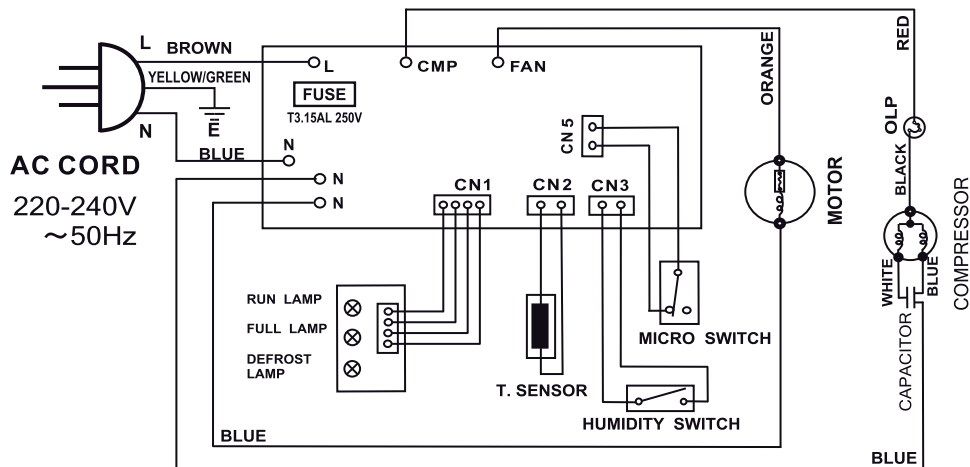 L
BROWN
YELLOW/GREEN
E
N
BLUE
AC CORD
220-240V
～50Hz
L
CMP
FAN
FUSE
T3.15AL 250V
N
N
N
CN 5
CN1
CN2
CN3
ORANGE
RED
OLP
BLACK
MOTOR
COMPRESSOR
WHITE
BLUE
CAPACITOR
RUN LAMP
FULL LAMP
DEFROST
LAMP
T. SENSOR
MICRO SWITCH
HUMIDITY SWITCH
BLUE
BLUE